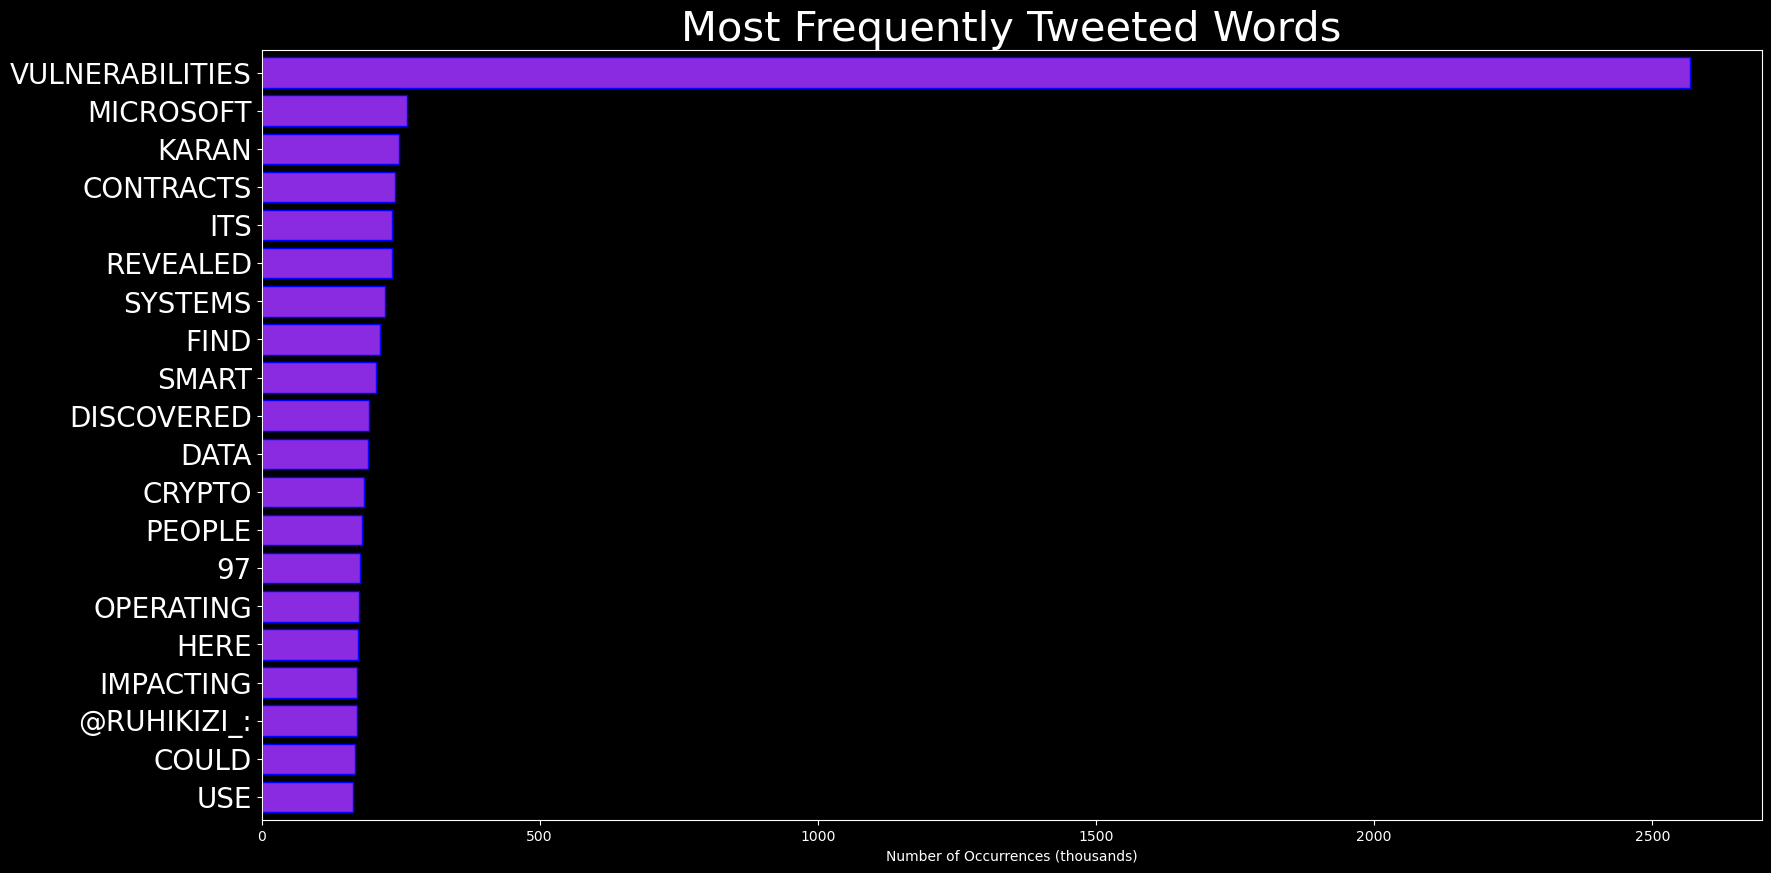 Most Frequently Tweeted Words
VULNERABILITIES
MICROSOFT
KARAN
CONTRACTS
ITS
REVEALED
SYSTEMS
FIND
SMART
DISCOVERED
DATA
CRYPTO
PEOPLE
97
OPERATING
HERE
IMPACTING
@RUHIKIZI_:
COULD
USE
0 500 1000 1500 2000 2500
Number of Occurrences (thousands)